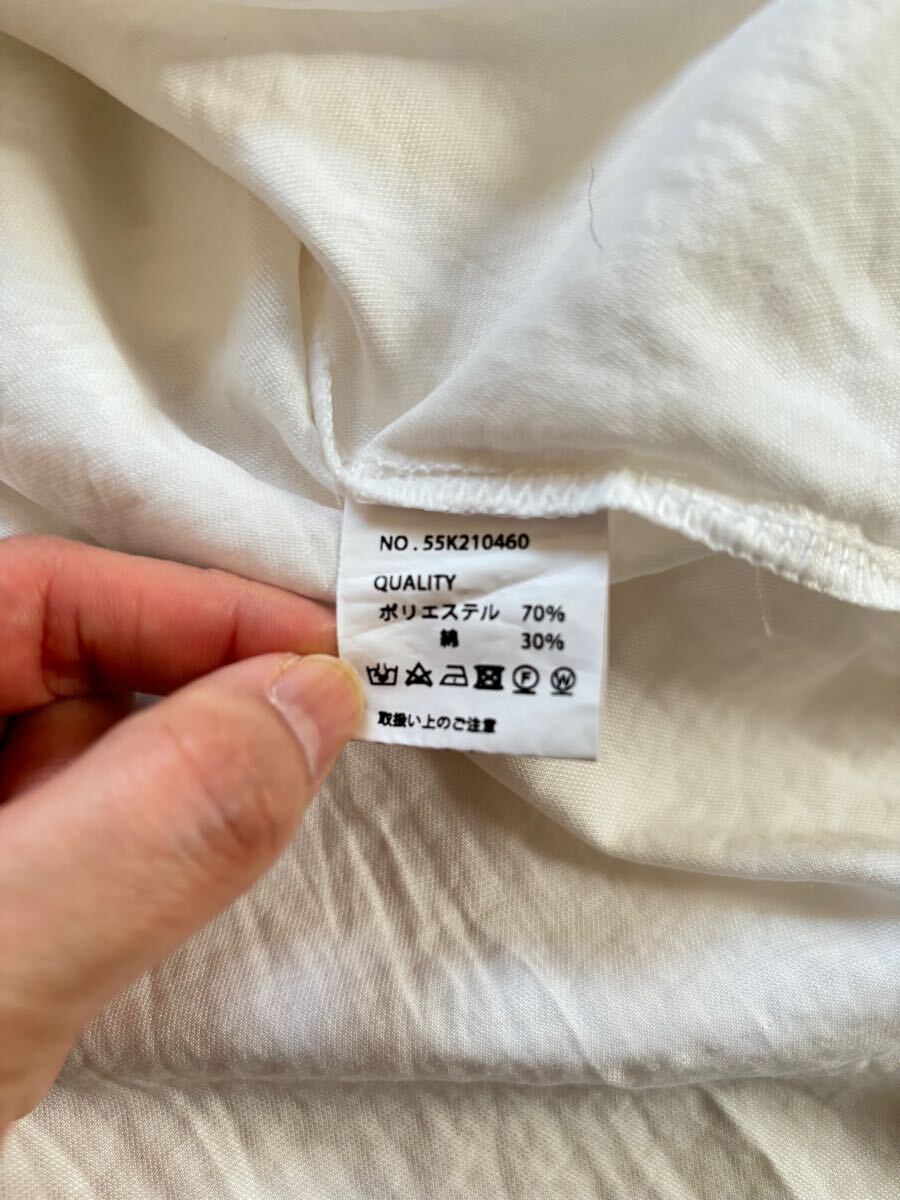 NO.55K210460
QUALITY
ポリエステル 70%
綿 30%
Ⓕ Ⓦ
取扱い上のご注意